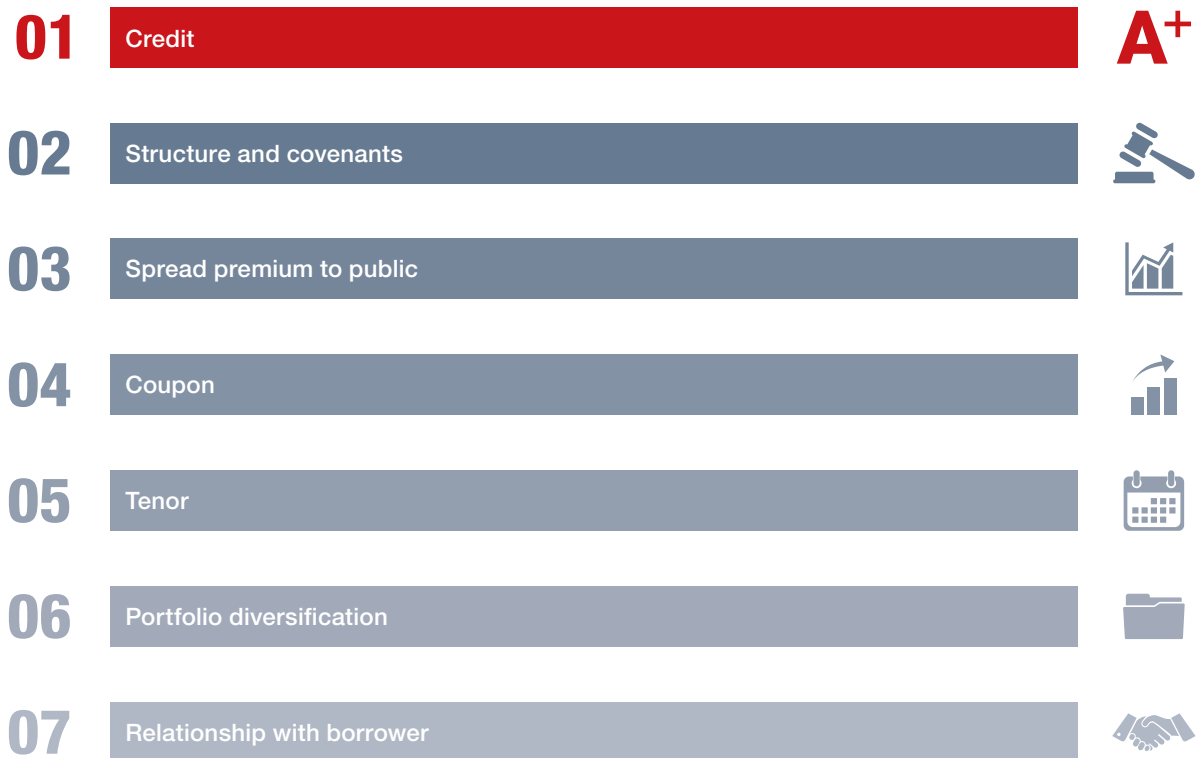 01 Credit A+
02 Structure and covenants
03 Spread premium to public
04 Coupon
05 Tenor
06 Portfolio diversification
07 Relationship with borrower